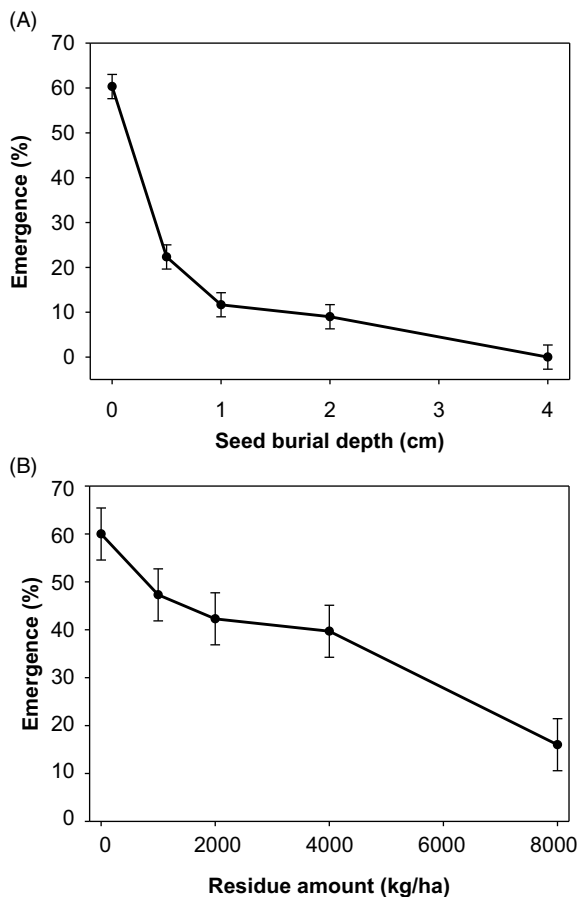 (A)
70
60
50
40
30
20
10
0
Emergence (%)
0 1 2 3 4
Seed burial depth (cm)
(B)
70
60
50
40
30
20
10
0
Emergence (%)
0 2000 4000 6000 8000
Residue amount (kg/ha)